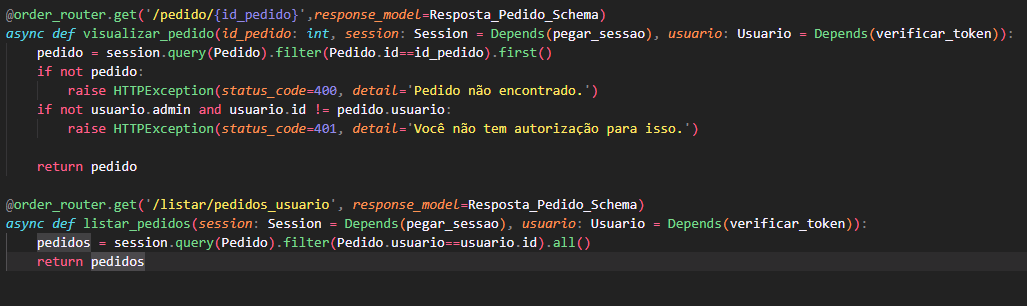 @order_router.get('/pedido/{id_pedido}',response_model=Resposta_Pedido_Schema)
async def visualizar_pedido(id_pedido: int, session: Session = Depends(pegar_sessao), usuario: Usuario = Depends(verificar_token)):
    pedido = session.query(Pedido).filter(Pedido.id==id_pedido).first()
    if not pedido:
        raise HTTPException(status_code=400, detail='Pedido não encontrado.')
    if not usuario.admin and usuario.id != pedido.usuario:
        raise HTTPException(status_code=401, detail='Você não tem autorização para isso.')

    return pedido

@order_router.get('/listar/pedidos_usuario', response_model=Resposta_Pedido_Schema)
async def listar_pedidos(session: Session = Depends(pegar_sessao), usuario: Usuario = Depends(verificar_token)):
    pedidos = session.query(Pedido).filter(Pedido.usuario==usuario.id).all()
    return pedidos